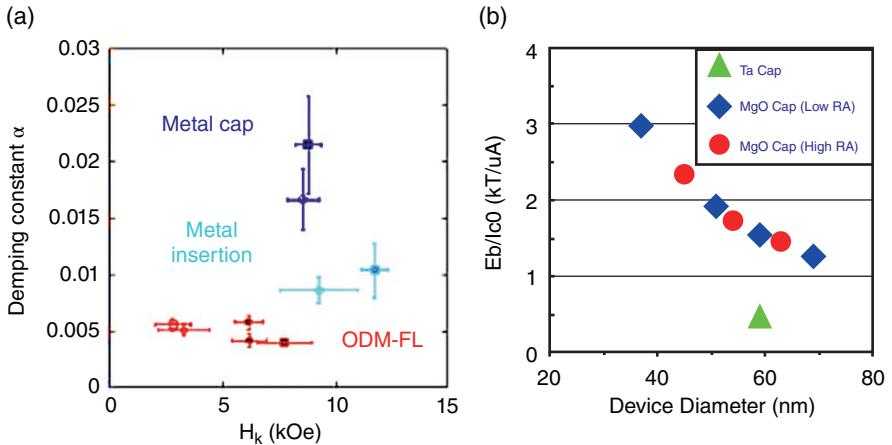 (a)
0.03
0.025
0.02
0.015
0.01
0.005
0
Demping constant α
Metal cap
Metal
insertion
ODM-FL
0
5
10
15
H_k (kOe)
(b)
4
3
2
1
0
Eb/Ic0 (kT/uA)
Ta Cap
MgO Cap (Low RA)
MgO Cap (High RA)
20
40
60
80
Device Diameter (nm)